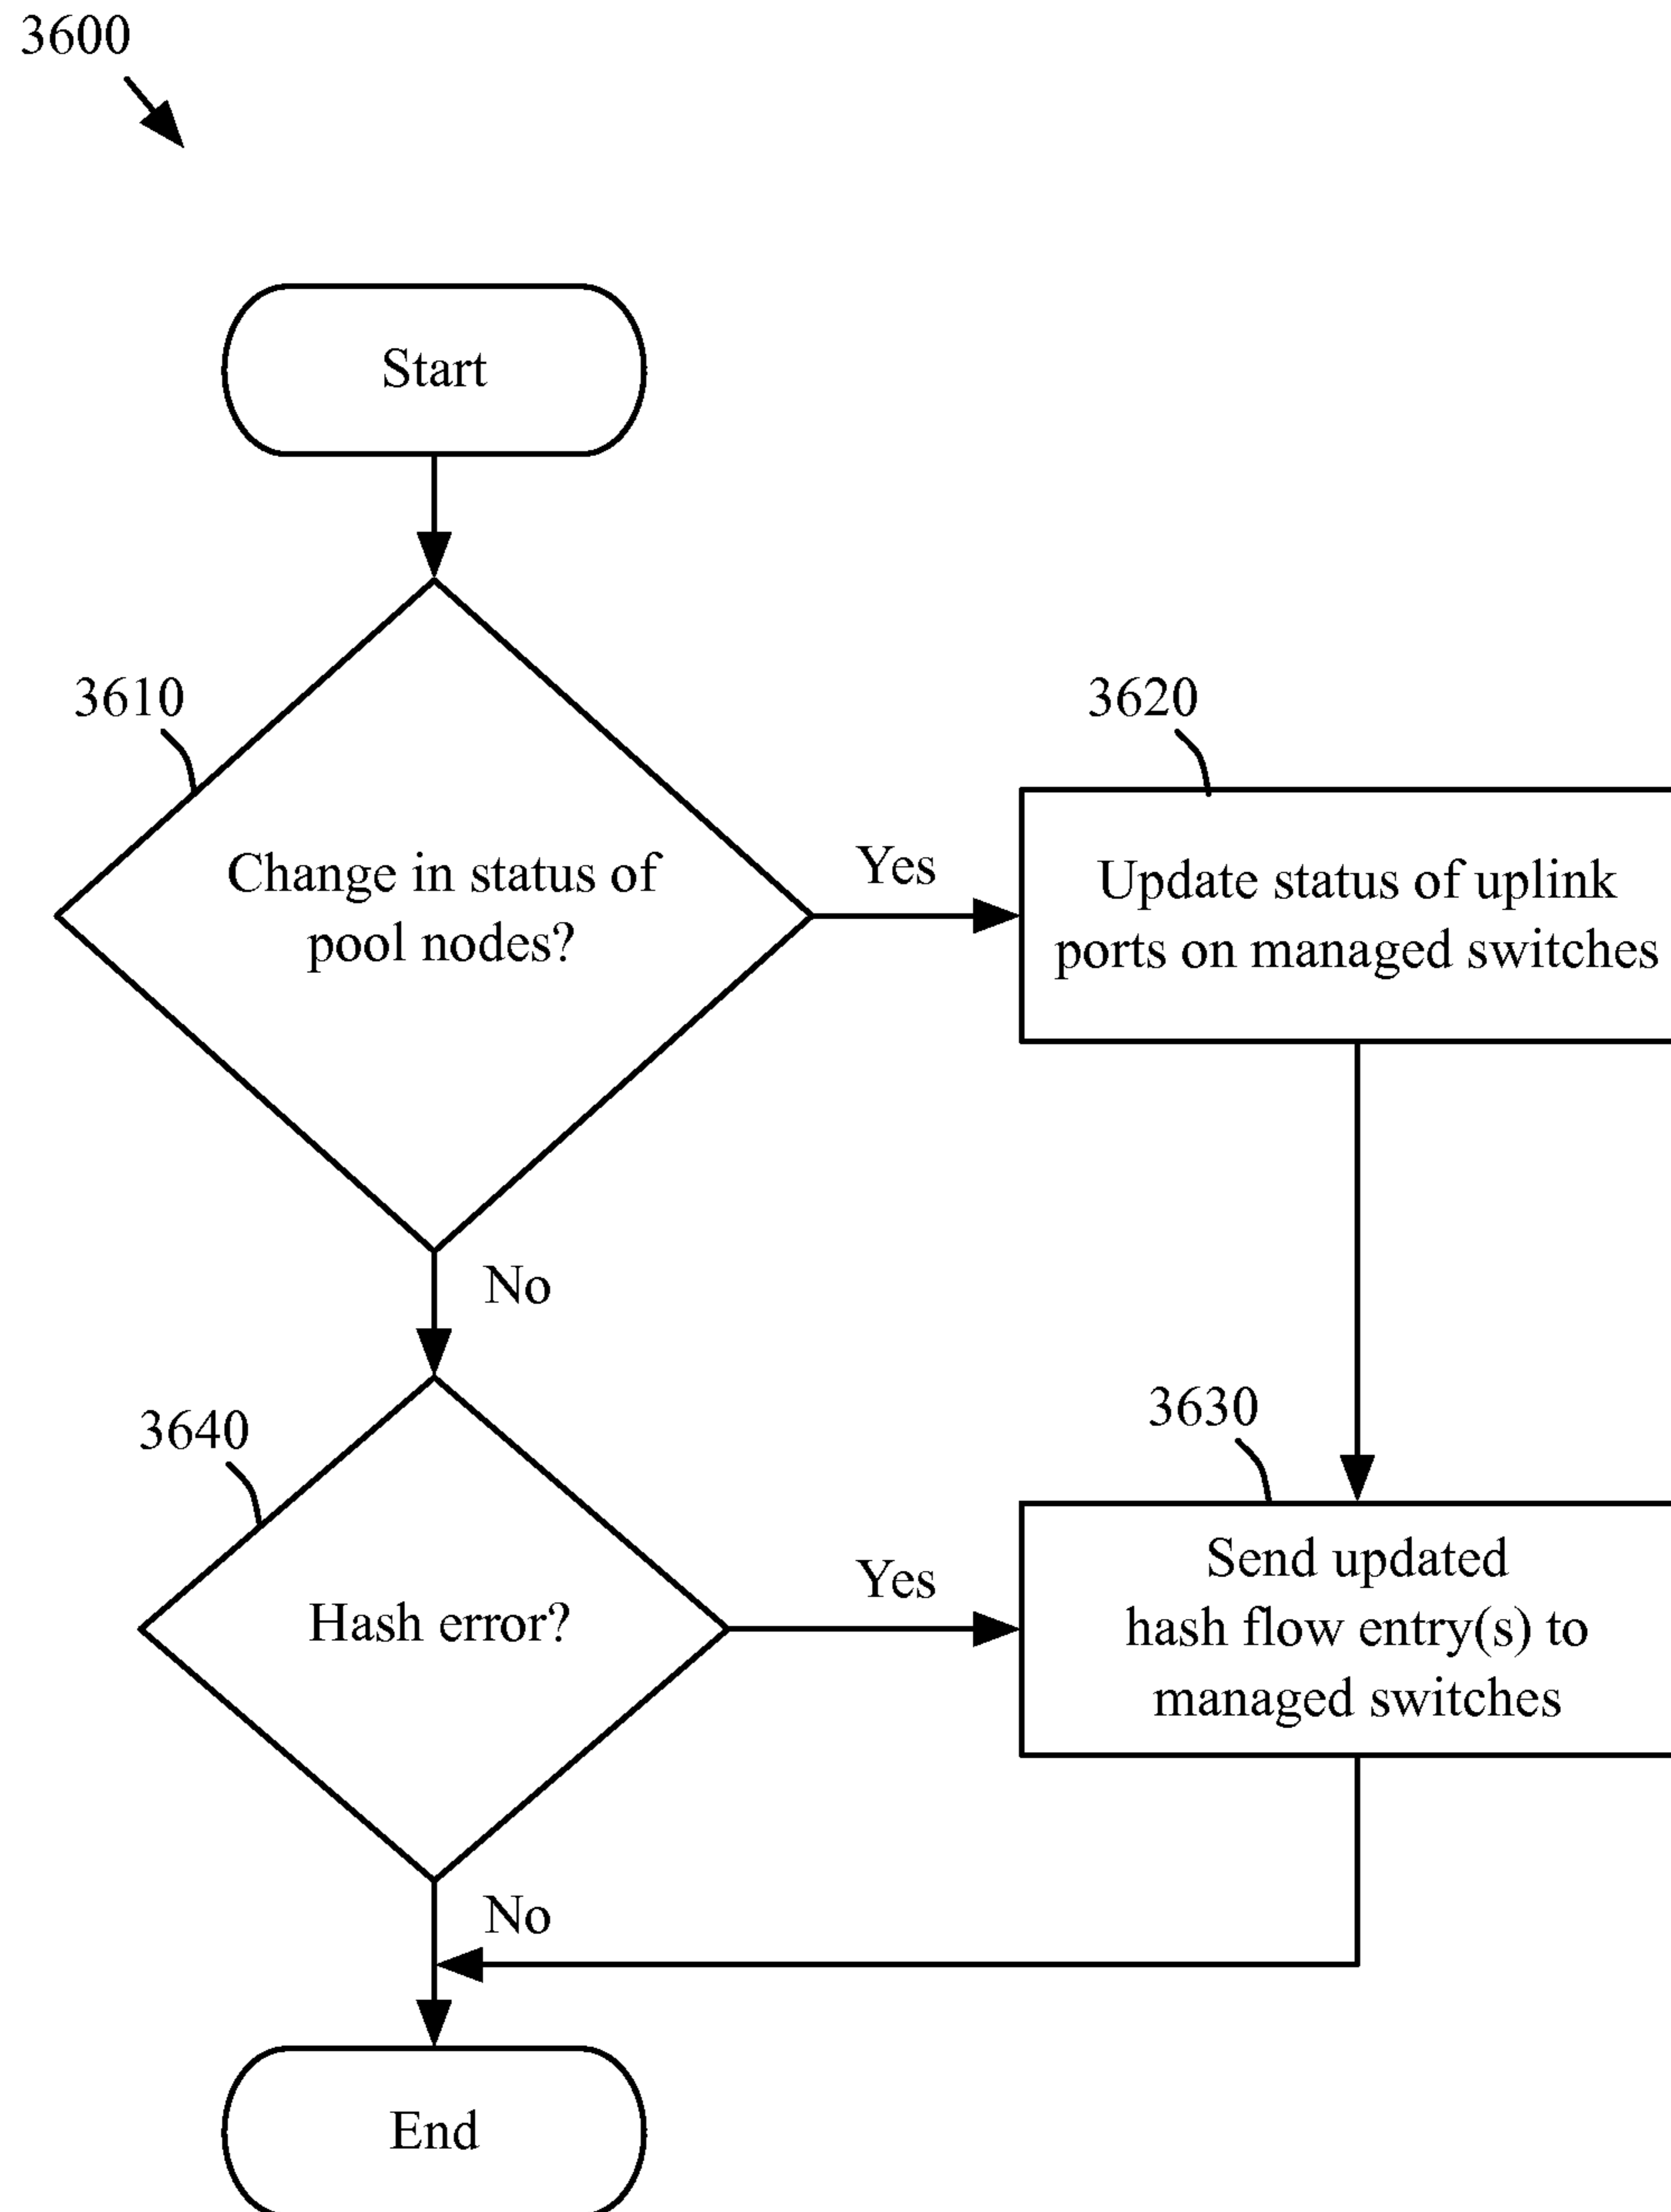 3600
Start
3610
Change in status of
pool nodes?
Yes
3620
Update status of uplink
ports on managed switches
No
3640
Hash error?
Yes
3630
Send updated
hash flow entry(s) to
managed switches
No
End